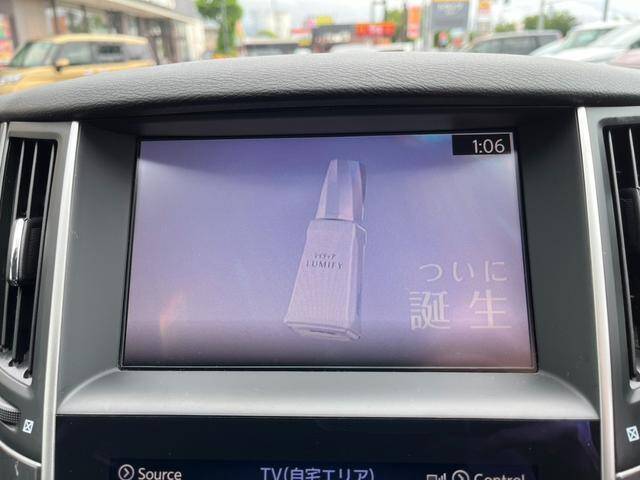 1:06
LUMIFY
ついに
誕生
Source
TV(自宅エリア)
Control